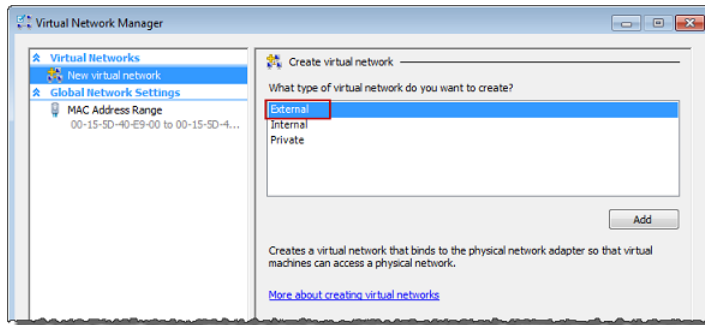 Virtual Network Manager
Virtual Networks
New virtual network
Global Network Settings
MAC Address Range
00-15-5D-40-E9-00 to 00-15-5D-4...
Create virtual network
What type of virtual network do you want to create?
External
Internal
Private
Add
Creates a virtual network that binds to the physical network adapter so that virtual
machines can access a physical network.
More about creating virtual networks